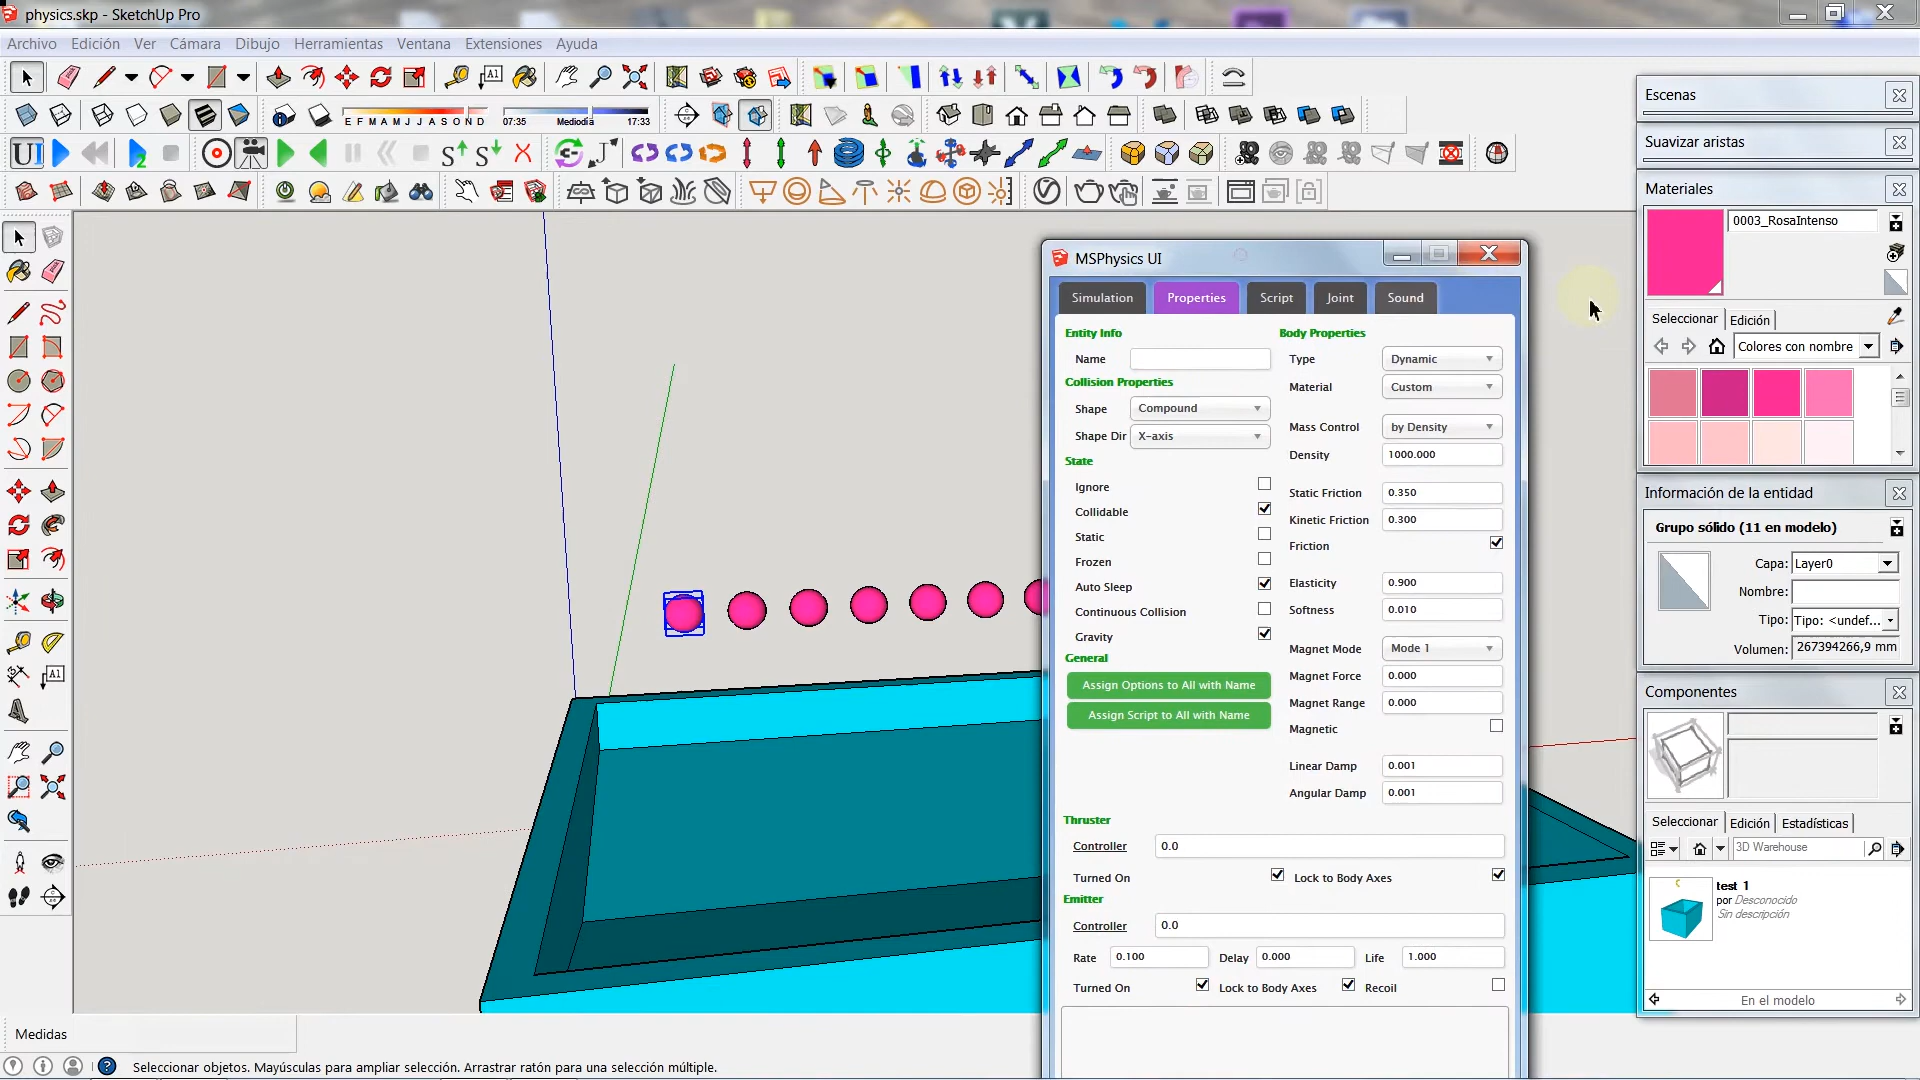 physics.skp - SketchUp Pro
Archivo Edición Ver Cámara Dibujo Herramientas Ventana Extensiones Ayuda
A1
E F M A M J J A S O N D 07:35 Mediodía 17:33
UI 2 S S
MSPhysics UI
Simulation Properties Script Joint Sound
Entity Info
Name
Collision Properties
Shape Compound
Shape Dir X-axis
State
Ignore
Collidable
Static
Frozen
Auto Sleep
Continuous Collision
Gravity
General
Assign Options to All with Name
Assign Script to All with Name
Body Properties
Type Dynamic
Material Custom
Mass Control by Density
Density 1000.000
Static Friction 0.350
Kinetic Friction 0.300
Friction
Elasticity 0.900
Softness 0.010
Magnet Mode Mode 1
Magnet Force 0.000
Magnet Range 0.000
Magnetic
Linear Damp 0.001
Angular Damp 0.001
Thruster
Controller 0.0
Turned On Lock to Body Axes
Emitter
Controller 0.0
Rate 0.100 Delay 0.000 Life 1.000
Turned On Lock to Body Axes Recoil
Escenas
Suavizar aristas
Materiales
0003_RosaIntenso
Seleccionar Edición
Colores con nombre
Información de la entidad
Grupo sólido (11 en modelo)
Capa: Layer0
Nombre:
Tipo: Tipo: <undef...
Volumen: 267394266,9 mm
Componentes
Seleccionar Edición Estadísticas
3D Warehouse
test 1
por Desconocido
Sin descripción
En el modelo
A1
Medidas
Seleccionar objetos. Mayúsculas para ampliar selección. Arrastrar ratón para una selección múltiple.